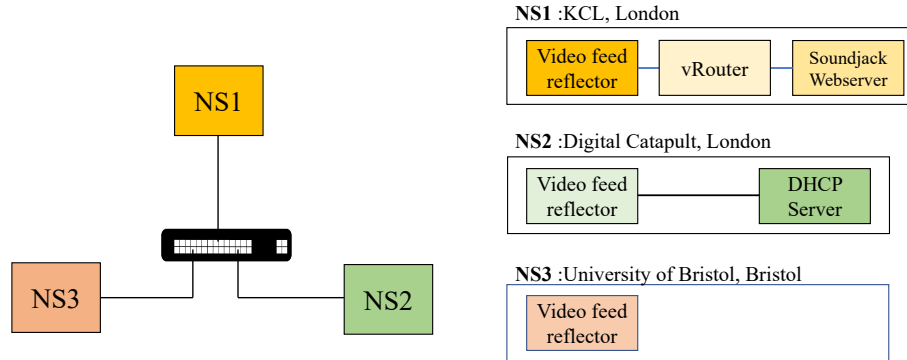 NS1
NS3
NS2
NS1 :KCL, London
Video feed
reflector
vRouter
Soundjack
Webserver
NS2 :Digital Catapult, London
Video feed
reflector
DHCP
Server
NS3 :University of Bristol, Bristol
Video feed
reflector